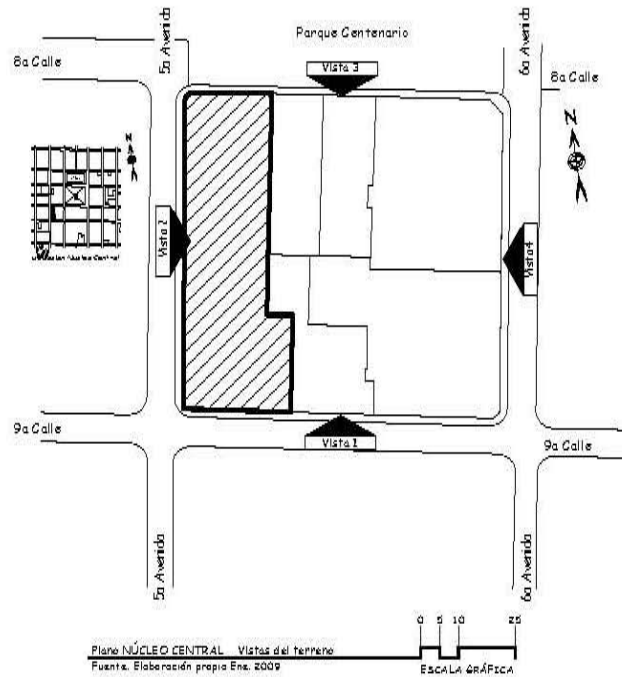 Parque Centenario
5a Avenida
6a Avenida
8a Calle
Vista 3
8a Calle
N
N
Vista 2
Vista 4
Núcleo Central
9a Calle
Vista 1
9a Calle
5a Avenida
6a Avenida
0 5 10 25
Plano NÚCLEO CENTRAL Vistas del terreno
Fuente. Elaboración propia Ene. 2009
ESCALA GRÁFICA